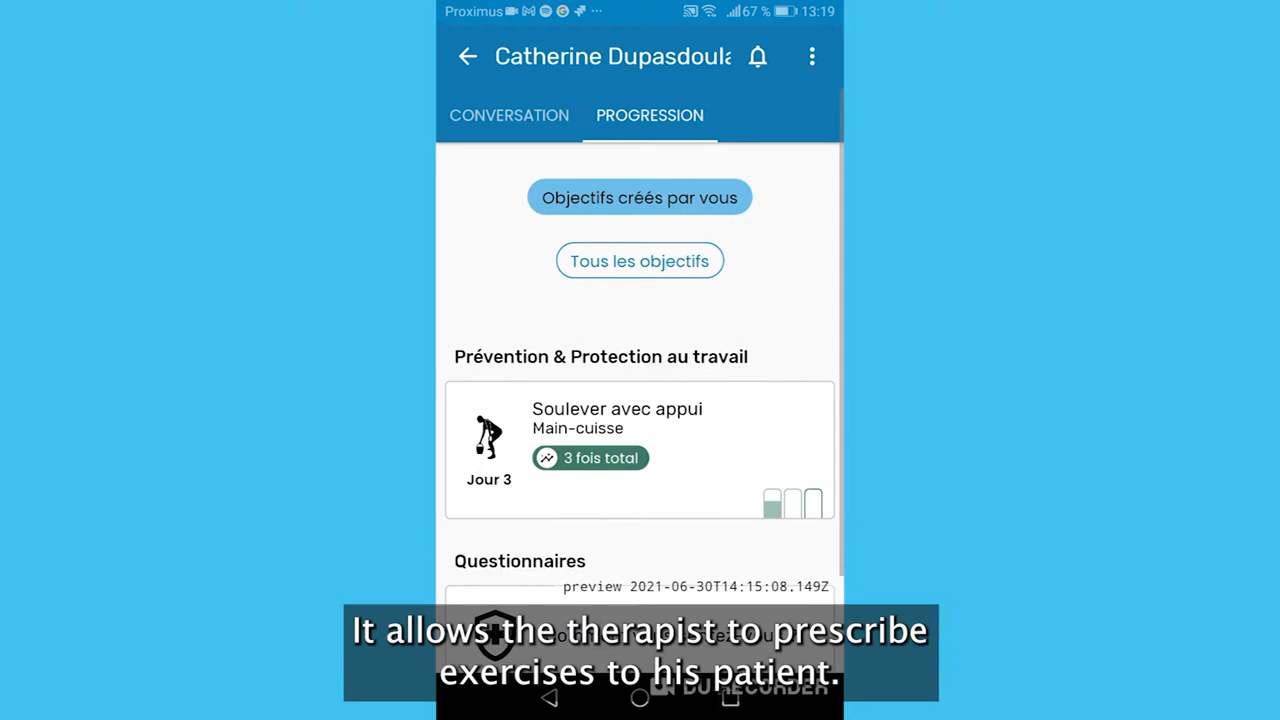 Proximus
67 %
13:19
Catherine Dupasdoula
CONVERSATION
PROGRESSION
Objectifs créés par vous
Tous les objectifs
Prévention & Protection au travail
Soulever avec appui
Main-cuisse
3 fois total
Jour 3
Questionnaires
preview 2021-06-30T14:15:08.149Z
It allows the therapist to prescribe
exercises to his patient.
DU RECORDER